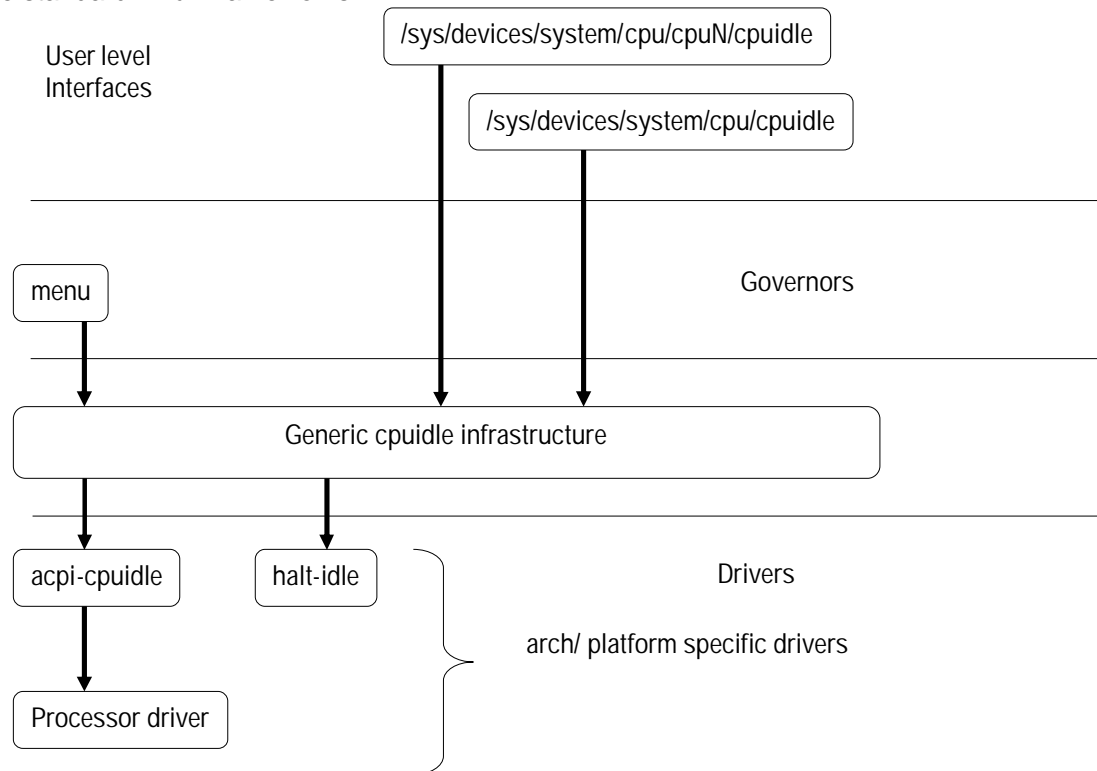 /sys/devices/system/cpu/cpuN/cpuidle
User level
Interfaces
/sys/devices/system/cpu/cpuidle
menu
Governors
Generic cpuidle infrastructure
acpi-cpuidle
halt-idle
Drivers
arch/ platform specific drivers
Processor driver